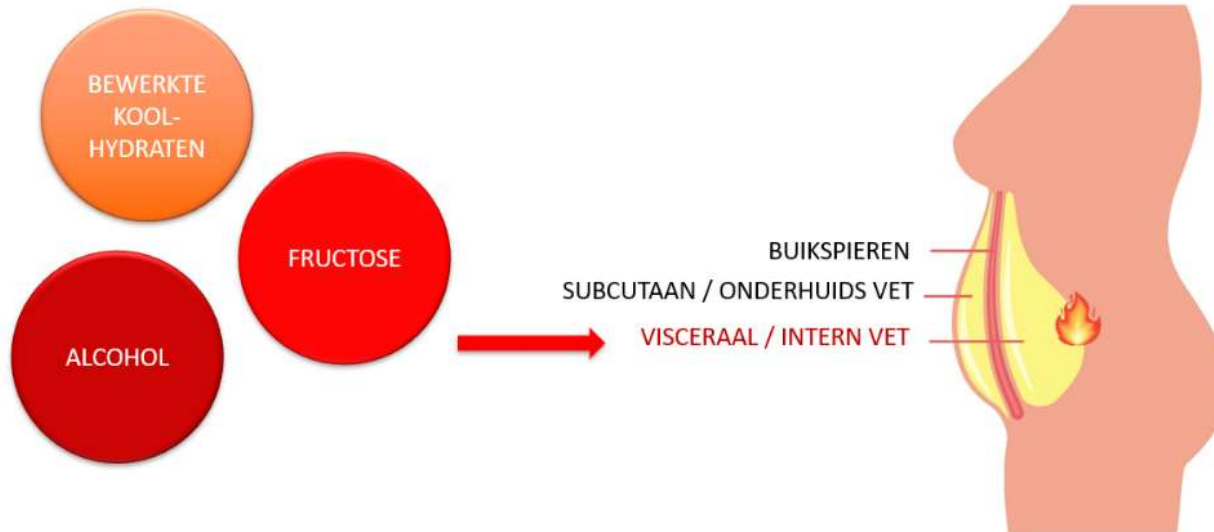 BEWERKTE
KOOL-
HYDRATEN
FRUCTOSE
ALCOHOL
BUIKSPIEREN
SUBCUTAAN / ONDERHUIDS VET
VISCERAAL / INTERN VET